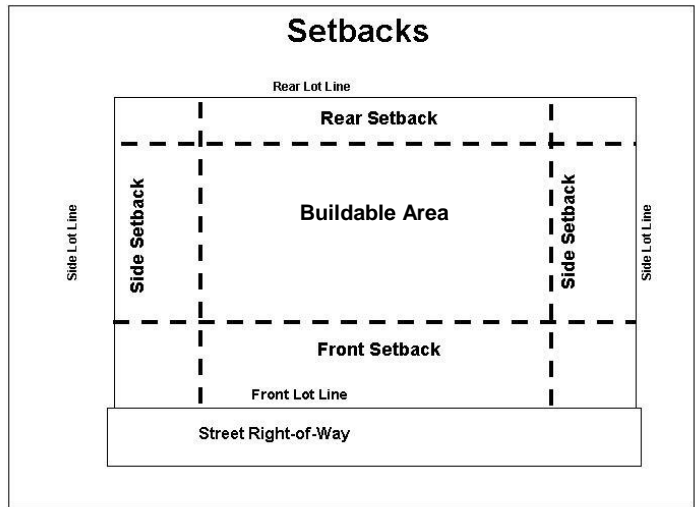 Setbacks
Rear Lot Line
Rear Setback
Side Lot Line
Side Setback
Buildable Area
Side Setback
Side Lot Line
Front Setback
Front Lot Line
Street Right-of-Way